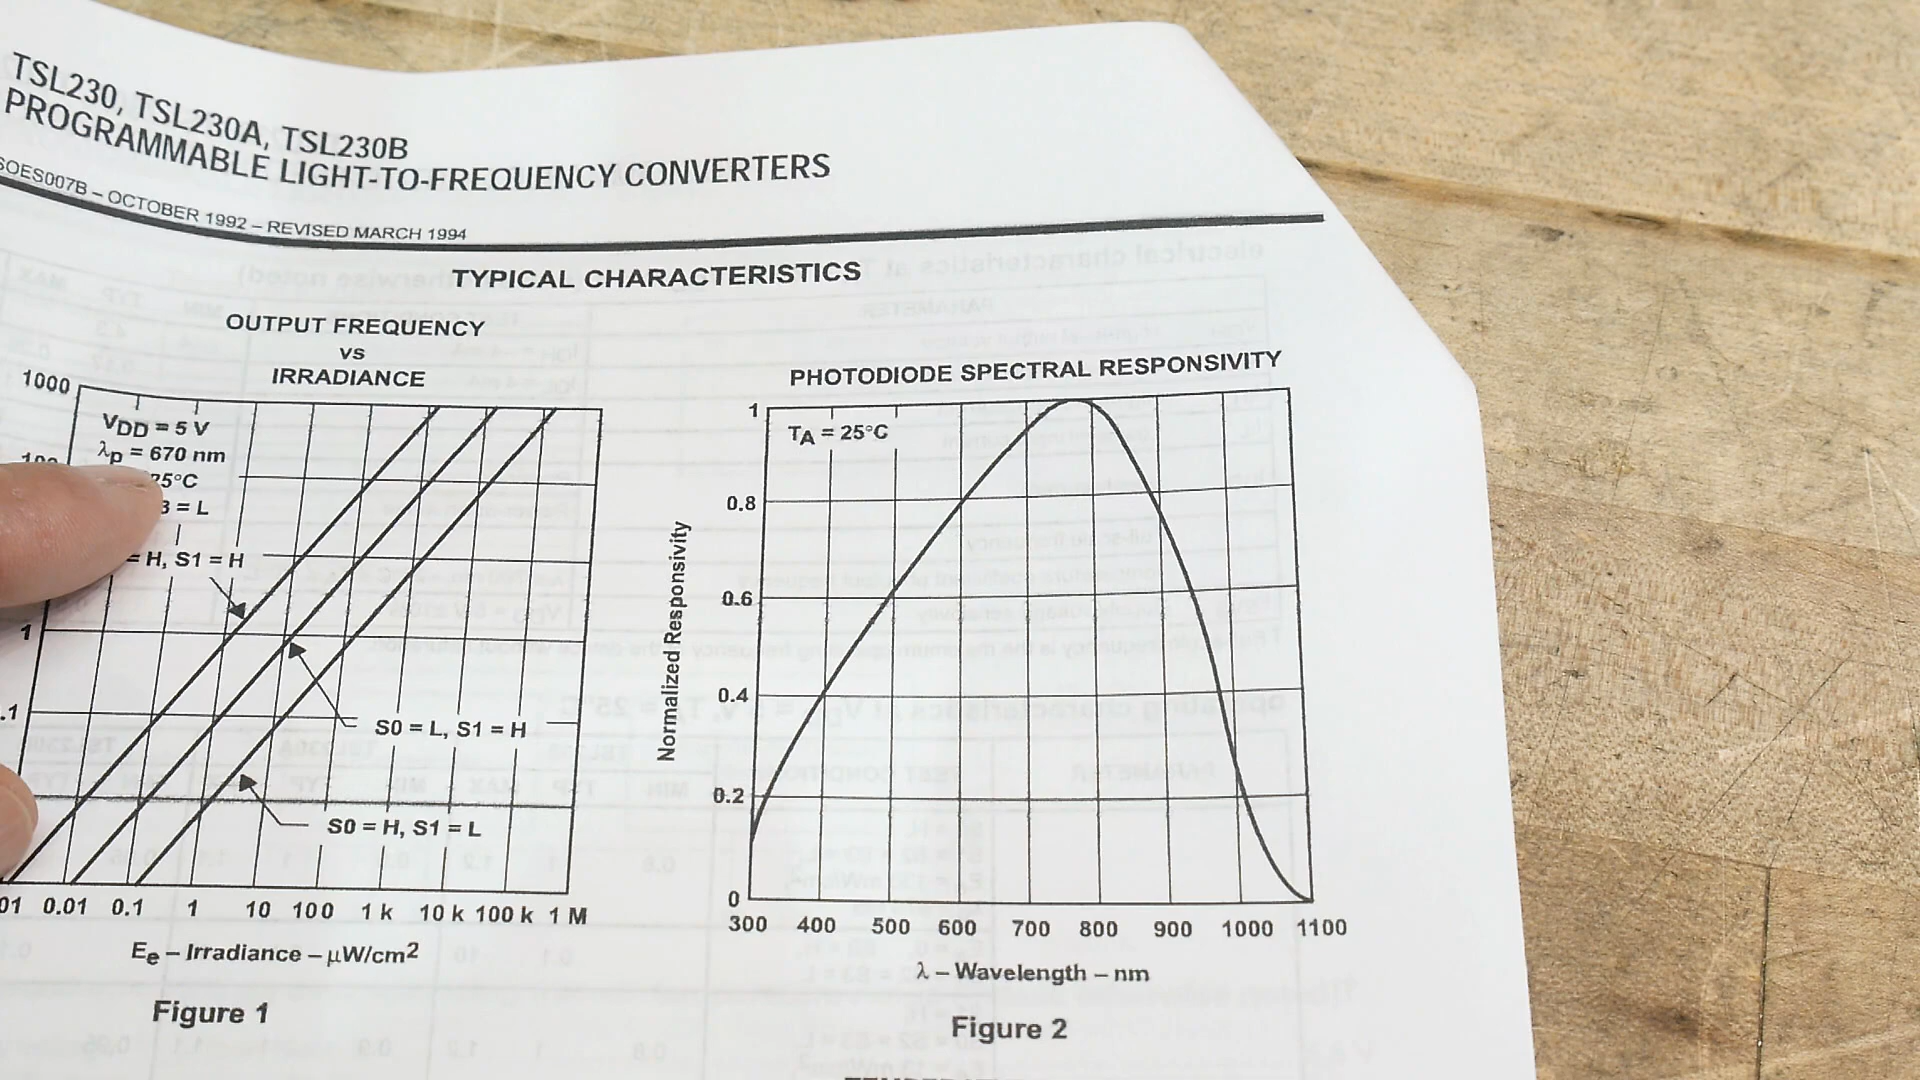 TSL230, TSL230A, TSL230B
PROGRAMMABLE LIGHT-TO-FREQUENCY CONVERTERS
SOES007B – OCTOBER 1992 – REVISED MARCH 1994
TYPICAL CHARACTERISTICS
OUTPUT FREQUENCY
vs
IRRADIANCE
1000
VDD = 5 V
λp = 670 nm
25°C
= L
= H, S1 = H
1
.1
S0 = L, S1 = H
S0 = H, S1 = L
01 0.01 0.1 1 10 100 1 k 10 k 100 k 1 M
Ee – Irradiance – μW/cm2
Figure 1
PHOTODIODE SPECTRAL RESPONSIVITY
1
TA = 25°C
0.8
0.6
0.4
0.2
0
Normalized Responsivity
300 400 500 600 700 800 900 1000 1100
λ – Wavelength – nm
Figure 2